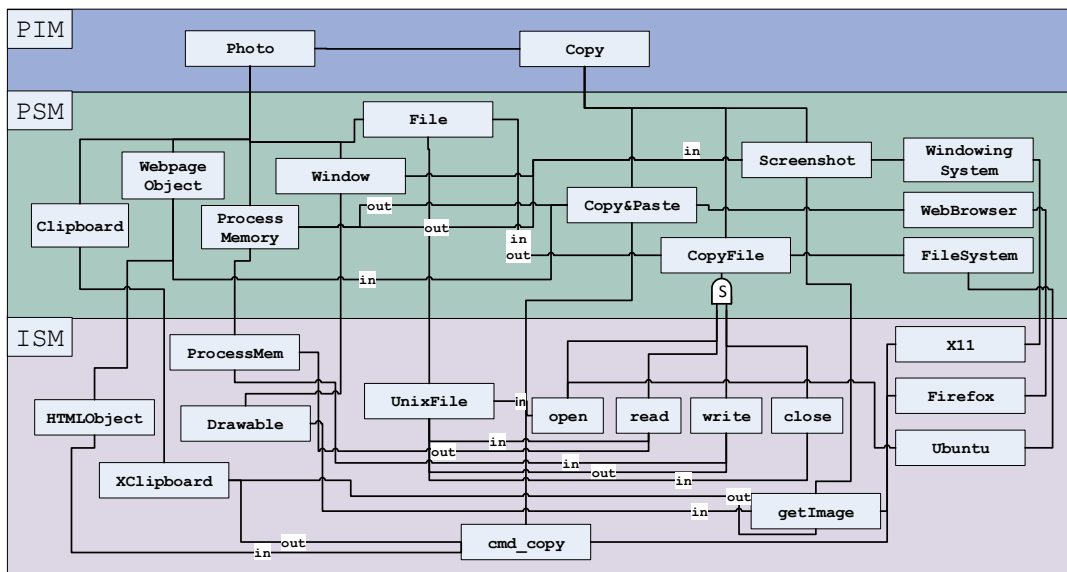 PIM
Photo
Copy
PSM
File
in
Screenshot
Windowing
System
Webpage
Object
Window
Clipboard
Process
Memory
out
out
Copy&Paste
WebBrowser
in
out
CopyFile
FileSystem
in
S
ISM
ProcessMem
X11
HTMLObject
Drawable
UnixFile
in
open
read
write
close
Firefox
Ubuntu
in
out
in
out
in
XClipboard
out
in
getImage
out
in
cmd_copy